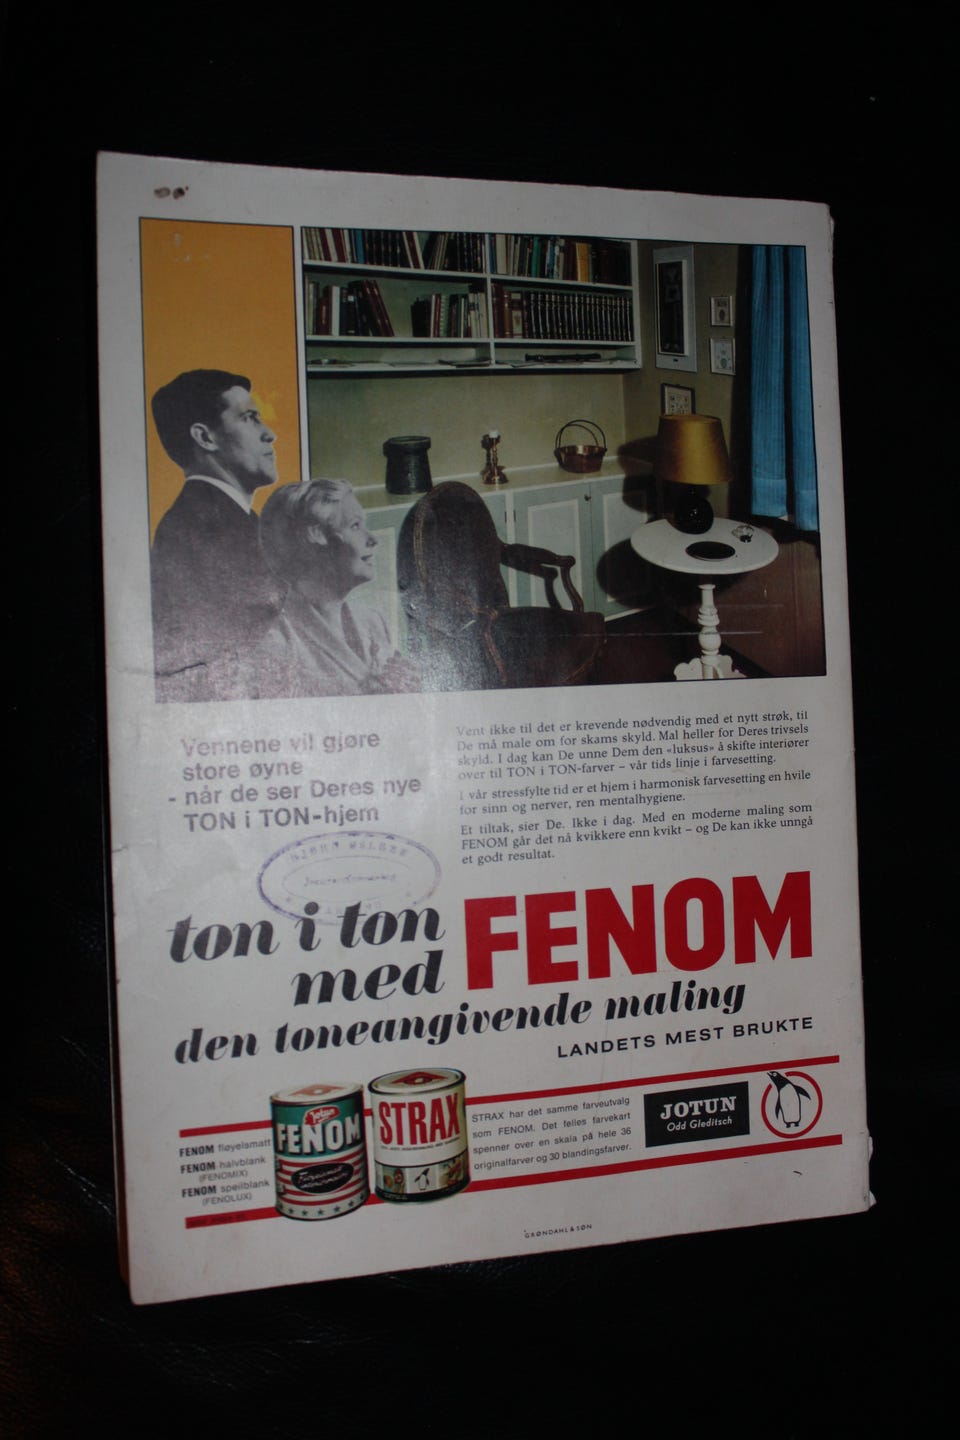 Vennene vil gjøre
store øyne
- når de ser Deres nye
TON i TON-hjem
Vent ikke til det er krevende nødvendig med et nytt strøk, til
De må male om for skams skyld. Mal heller for Deres trivsels
skyld. I dag kan De unne Dem den «luksus» å skifte interiører
over til TON i TON-farver – vår tids linje i farvesetting.
I vår stressfylte tid er et hjem i harmonisk farvesetting en hvile
for sinn og nerver, ren mentalhygiene.
Et tiltak, sier De. Ikke i dag. Med en moderne maling som
FENOM går det nå kvikkere enn kvikt – og De kan ikke unngå
et godt resultat.
ton i ton
med FENOM
den toneangivende maling
LANDETS MEST BRUKTE
FENOM fløyelsmatt
FENOM halvblank
(FENOMIX)
FENOM speilblank
(FENOLUX)
Jotun
FENOM
STRAX
STRAX har det samme farveutvalg
som FENOM. Det felles farvekart
spenner over en skala på hele 36
originalfarver og 30 blandingsfarver.
JOTUN
Odd Gleditsch
GRØNDAHL & SØN